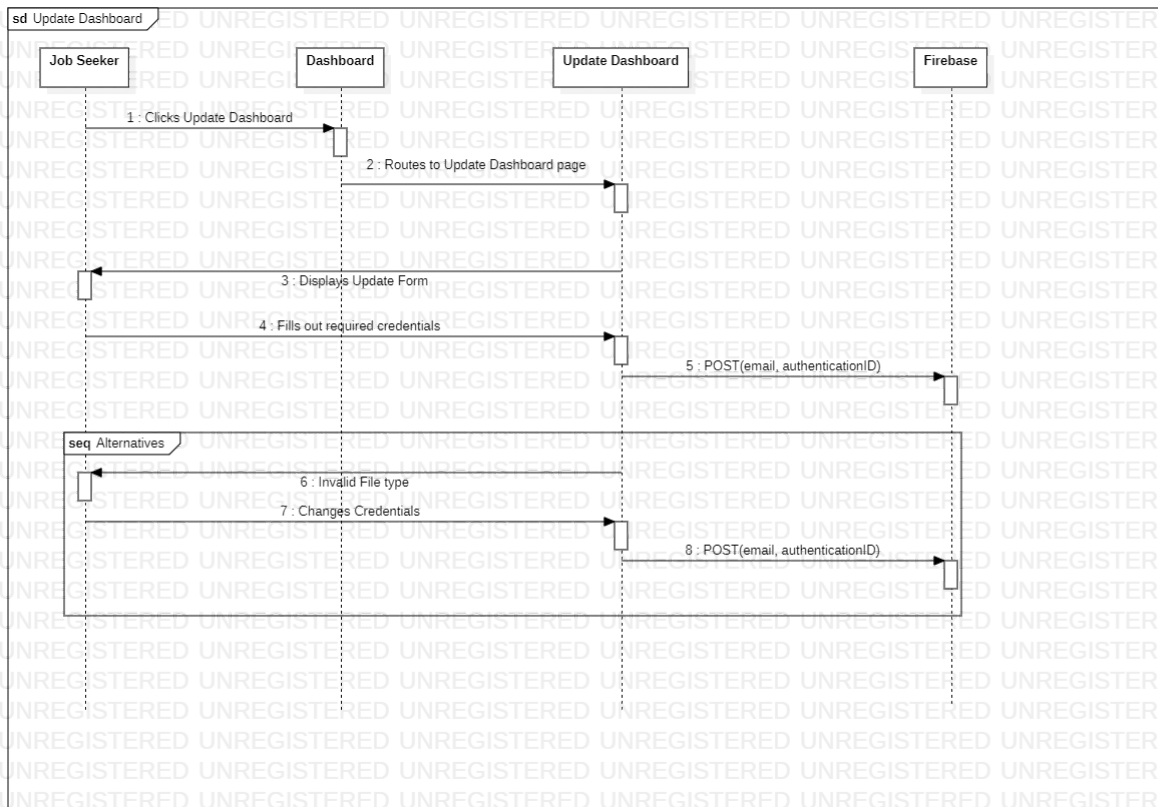 sd Update Dashboard
Job Seeker
Dashboard
Update Dashboard
Firebase
1 : Clicks Update Dashboard
2 : Routes to Update Dashboard page
3 : Displays Update Form
4 : Fills out required credentials
5 : POST(email, authenticationID)
seq Alternatives
6 : Invalid File type
7 : Changes Credentials
8 : POST(email, authenticationID)
UNREGISTERED